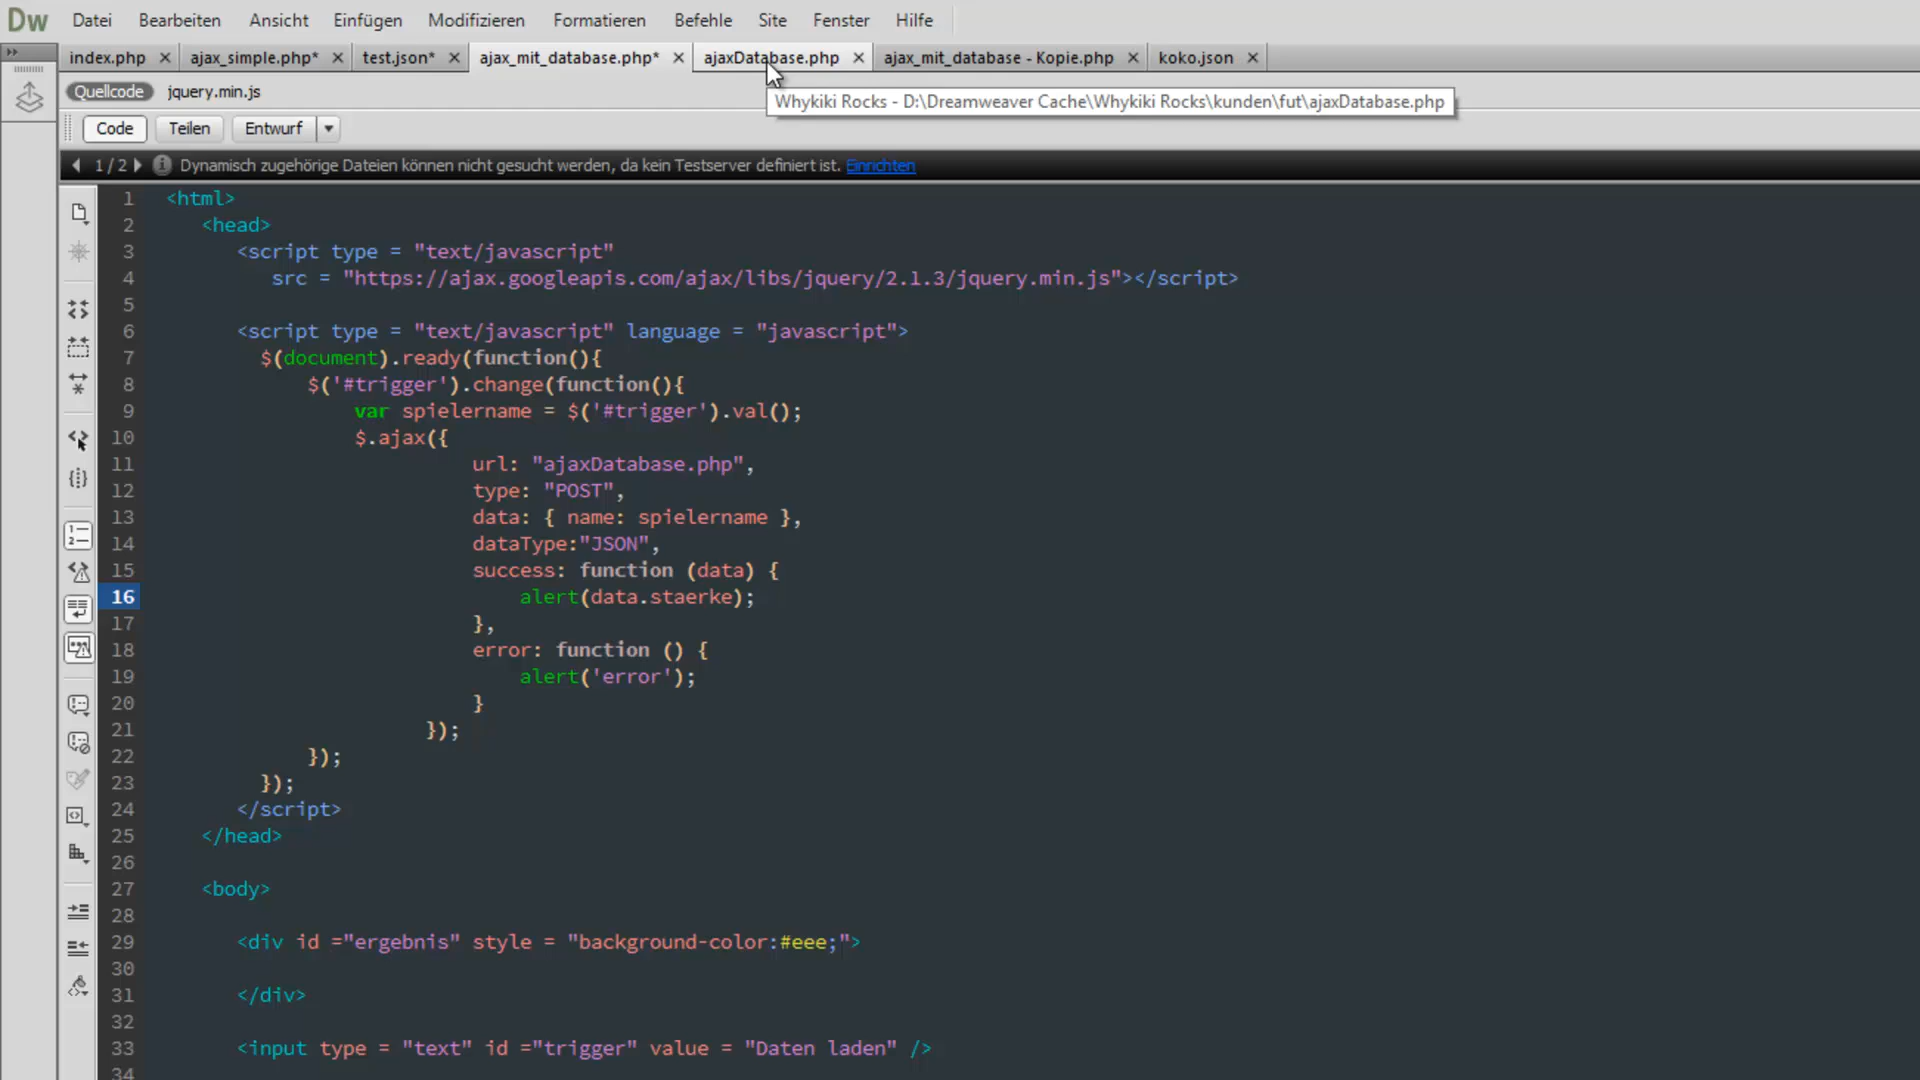 Dw Datei Bearbeiten Ansicht Einfügen Modifizieren Formatieren Befehle Site Fenster Hilfe
index.php ajax_simple.php* test.json* ajax_mit_database.php* ajaxDatabase.php ajax_mit_database - Kopie.php koko.json
Quellcode jquery.min.js
Whykiki Rocks - D:\Dreamweaver Cache\Whykiki Rocks\kunden\fut\ajaxDatabase.php
Code Teilen Entwurf
1 / 2 Dynamisch zugehörige Dateien können nicht gesucht werden, da kein Testserver definiert ist. Einrichten
1 <html>
2 <head>
3 <script type = "text/javascript"
4 src = "https://ajax.googleapis.com/ajax/libs/jquery/2.1.3/jquery.min.js"></script>
5
6 <script type = "text/javascript" language = "javascript">
7 $(document).ready(function(){
8 $('#trigger').change(function(){
9 var spielername = $('#trigger').val();
10 $.ajax({
11 url: "ajaxDatabase.php",
12 type: "POST",
13 data: { name: spielername },
14 dataType:"JSON",
15 success: function (data) {
16 alert(data.staerke);
17 },
18 error: function () {
19 alert('error');
20 }
21 });
22 });
23 });
24 </script>
25 </head>
26
27 <body>
28
29 <div id ="ergebnis" style = "background-color:#eee;">
30
31 </div>
32
33 <input type = "text" id ="trigger" value = "Daten laden" />
34